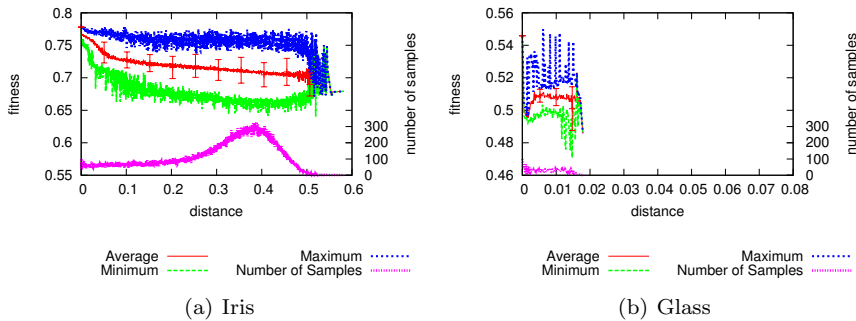 0.8
0.75
0.7
0.65
0.6
0.55
fitness
0 0.1 0.2 0.3 0.4 0.5 0.6
distance
300
200
100
0
number of samples
Average
Minimum
Maximum
Number of Samples
(a) Iris
0.56
0.54
0.52
0.5
0.48
0.46
fitness
0 0.01 0.02 0.02 0.03 0.04 0.05 0.06 0.07 0.08
distance
300
200
100
0
number of samples
Average
Minimum
Maximum
Number of Samples
(b) Glass